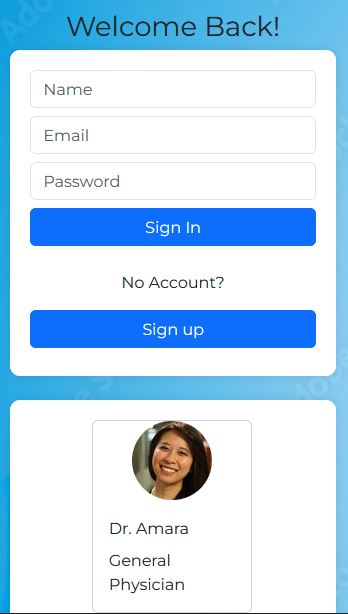 Welcome Back!
Name
Email
Password
Sign In
No Account?
Sign up
Dr. Amara
General
Physician